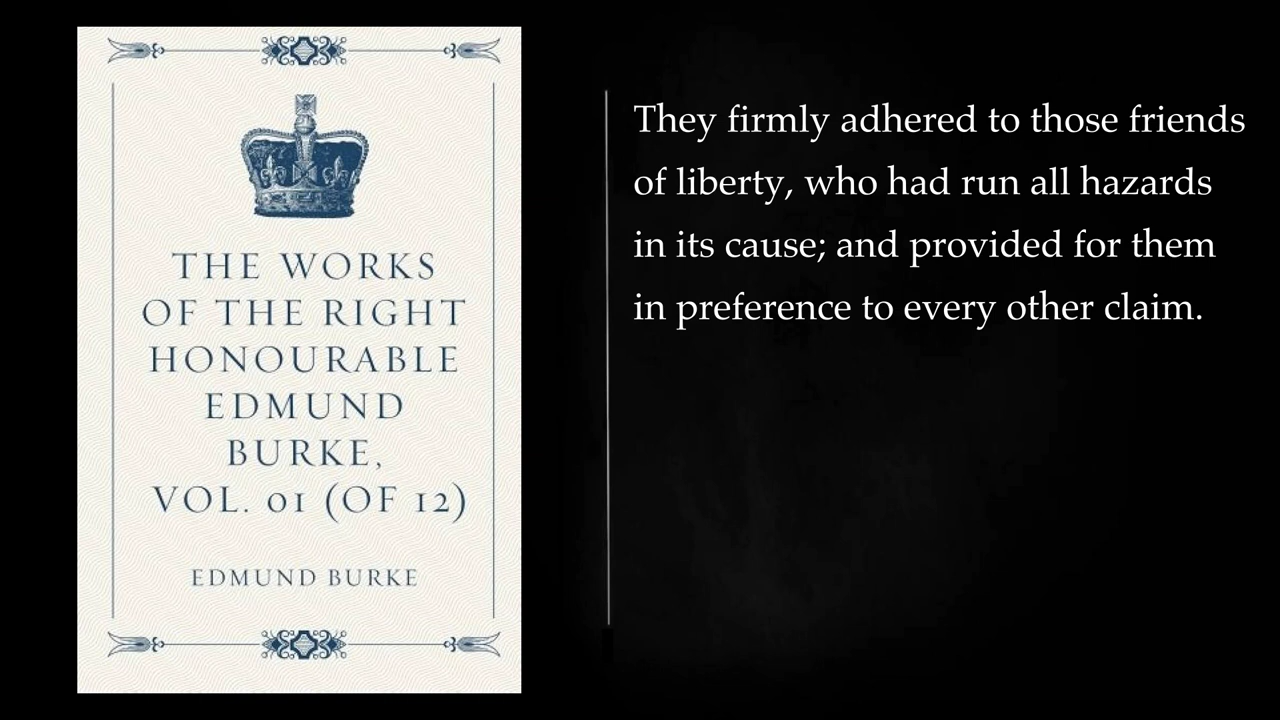 THE WORKS
OF THE RIGHT
HONOURABLE
EDMUND
BURKE,
VOL. 01 (OF 12)
EDMUND BURKE
They firmly adhered to those friends
of liberty, who had run all hazards
in its cause; and provided for them
in preference to every other claim.